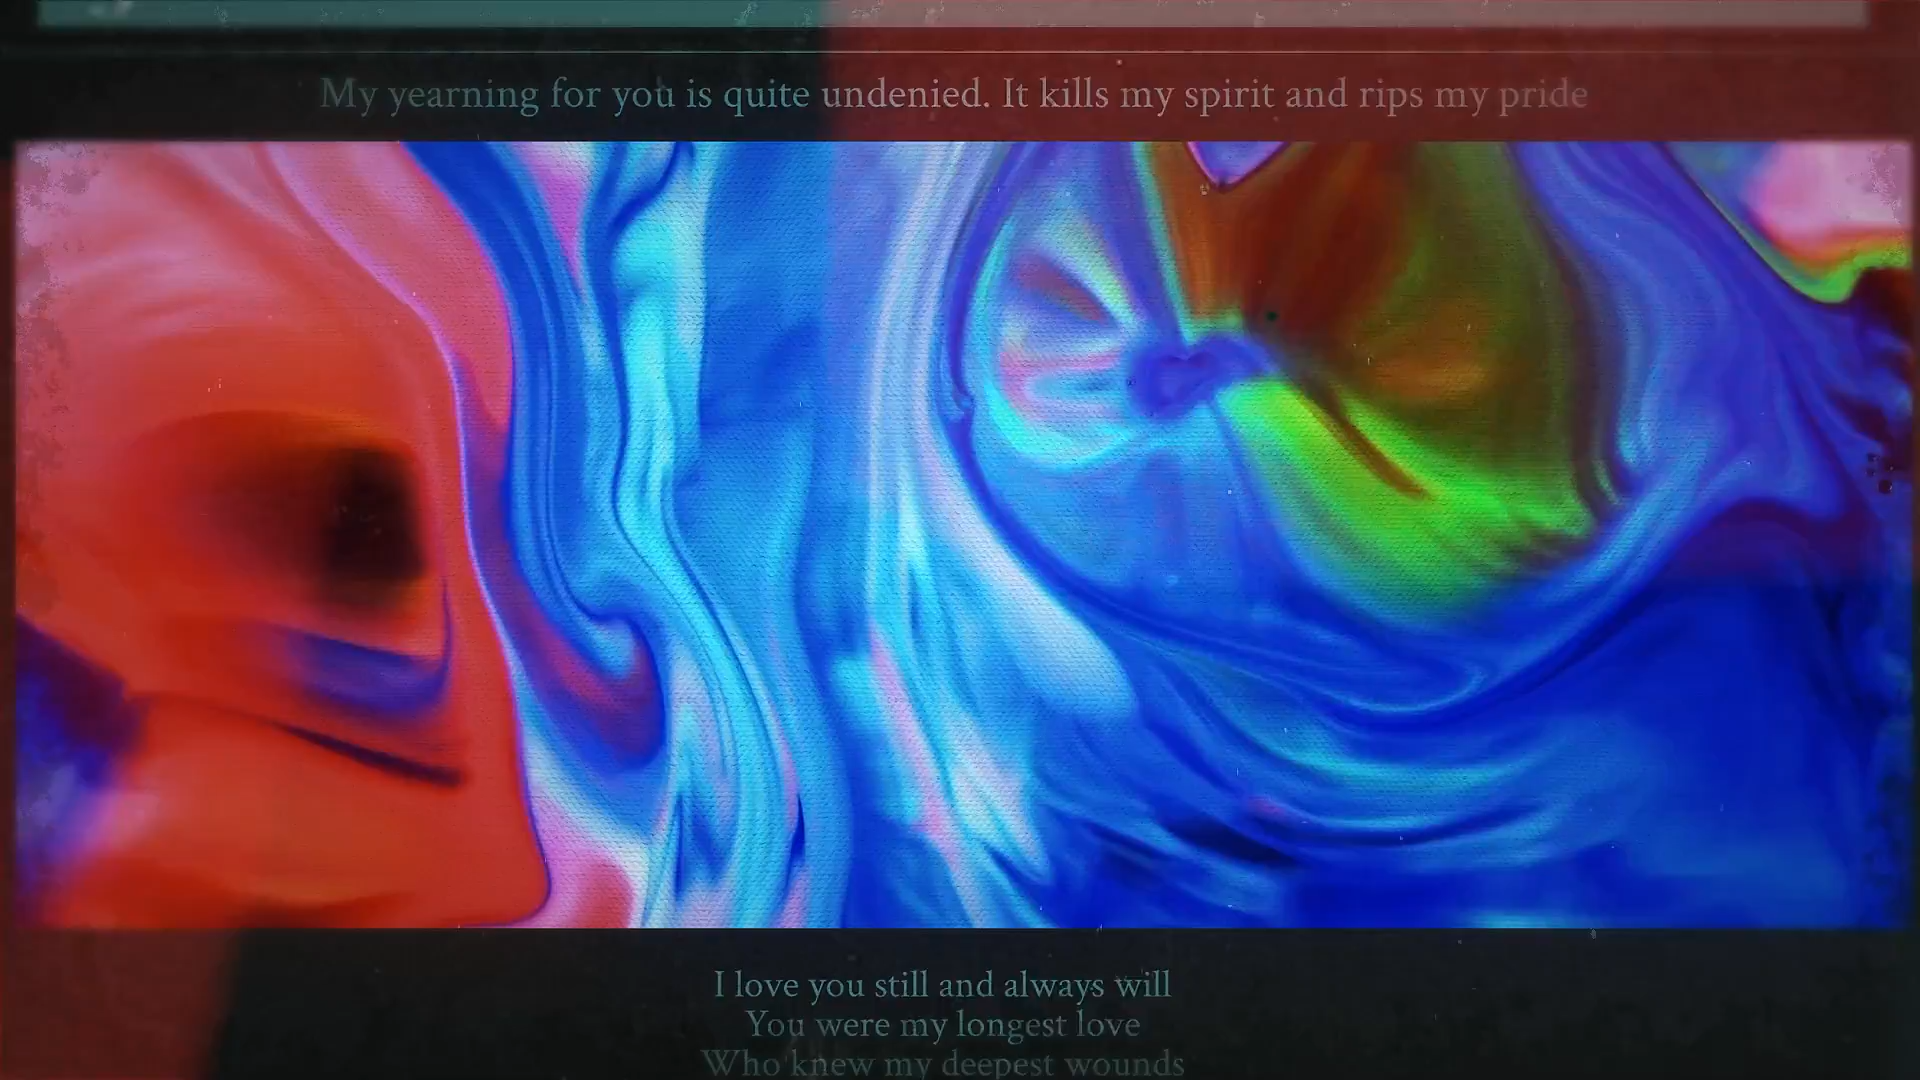 My yearning for you is quite undenied. It kills my spirit and rips my pride
I love you still and always will
You were my longest love
Who knew my deepest wounds